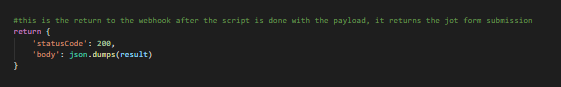 #this is the return to the webhook after the script is done with the payload, it returns the jot form submission
return {
    'statusCode': 200,
    'body': json.dumps(result)
}